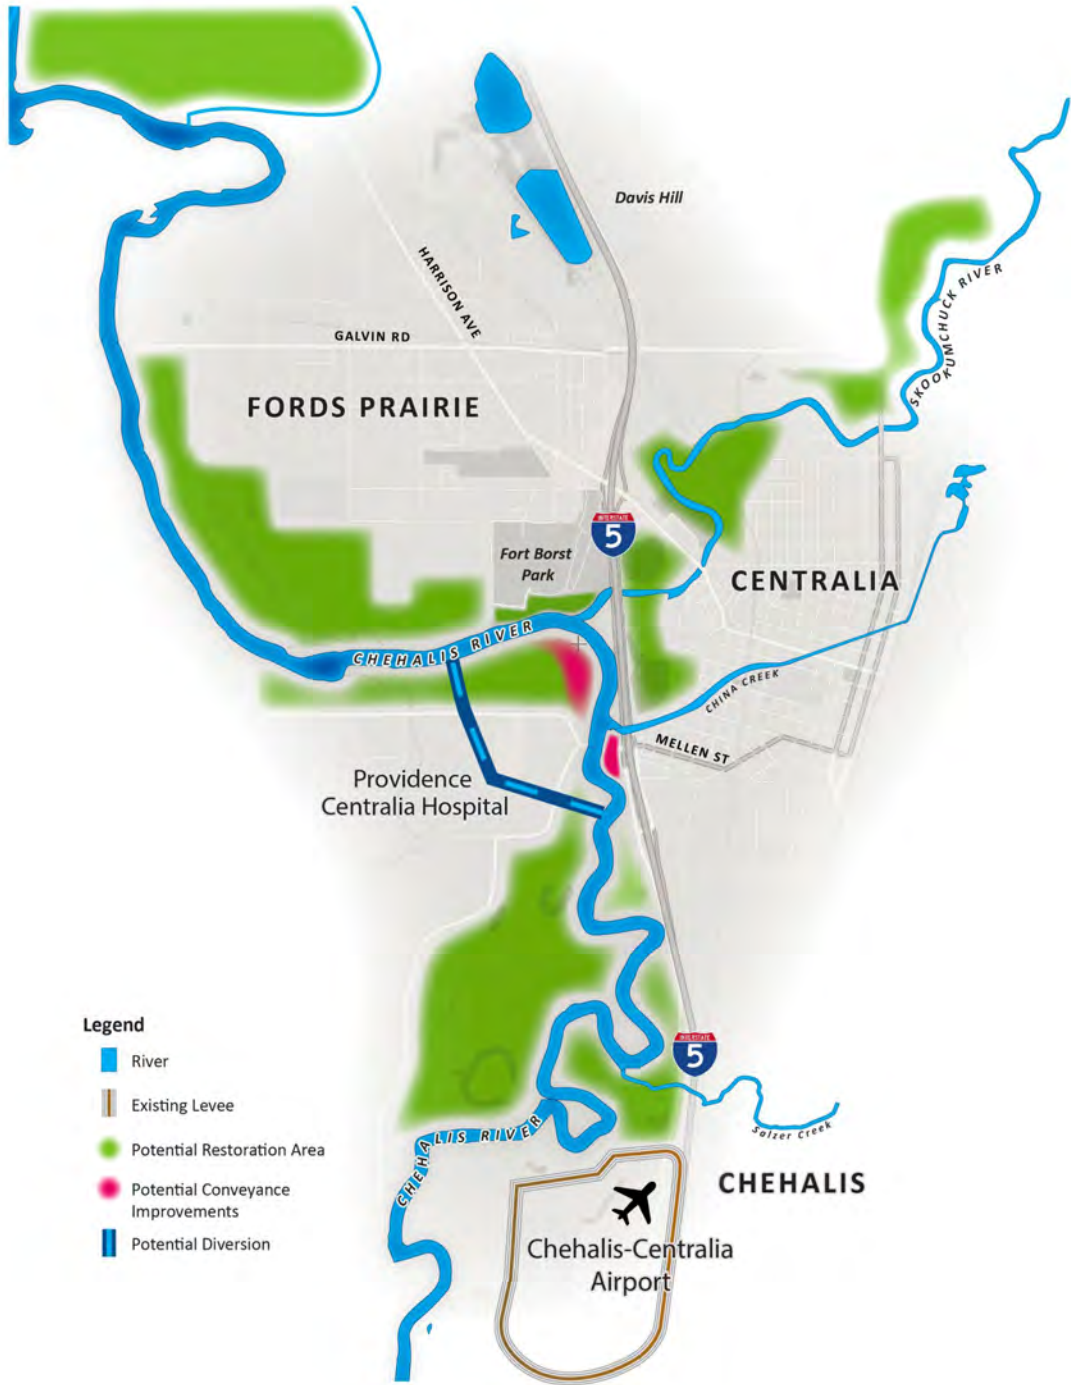 Davis Hill
HARRISON AVE
SKOOKUMCHUCK RIVER
GALVIN RD
FORDS PRAIRIE
INTERSTATE
5
Fort Borst
Park
CENTRALIA
CHEHALIS RIVER
CHINA CREEK
MELLEN ST
Providence
Centralia Hospital
Legend
River
Existing Levee
Potential Restoration Area
Potential Conveyance
Improvements
Potential Diversion
INTERSTATE
5
Salzer Creek
CHEHALIS RIVER
CHEHALIS
Chehalis-Centralia
Airport